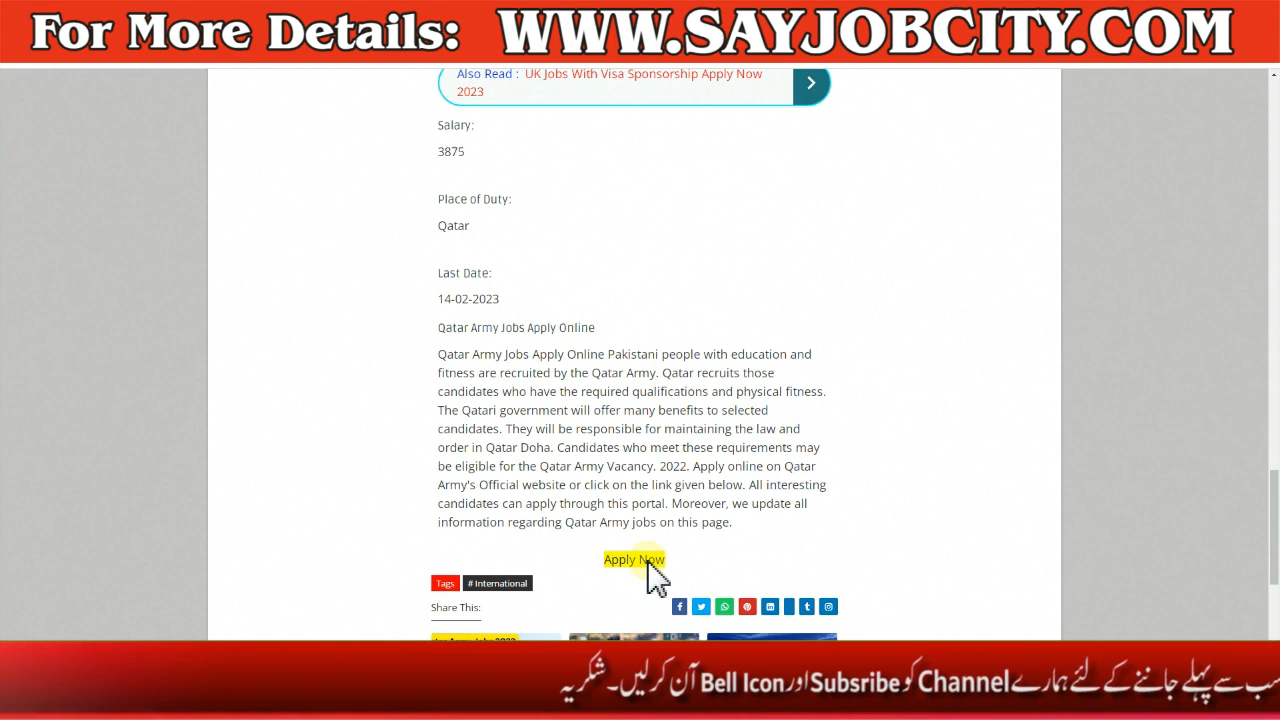 For More Details: WWW.SAYJOBCITY.COM
Also Read : UK Jobs With Visa Sponsorship Apply Now
2023
Salary:
3875
Place of Duty:
Qatar
Last Date:
14-02-2023
Qatar Army Jobs Apply Online
Qatar Army Jobs Apply Online Pakistani people with education and
fitness are recruited by the Qatar Army. Qatar recruits those
candidates who have the required qualifications and physical fitness.
The Qatari government will offer many benefits to selected
candidates. They will be responsible for maintaining the law and
order in Qatar Doha. Candidates who meet these requirements may
be eligible for the Qatar Army Vacancy. 2022. Apply online on Qatar
Army's Official website or click on the link given below. All interesting
candidates can apply through this portal. Moreover, we update all
information regarding Qatar Army jobs on this page.
Apply Now
Tags # International
Share This:
سب سے پہلے جاننے کے لئے ہمارے Channel کو Subsribe اور Bell Icon آن کرلیں۔ شکریہ